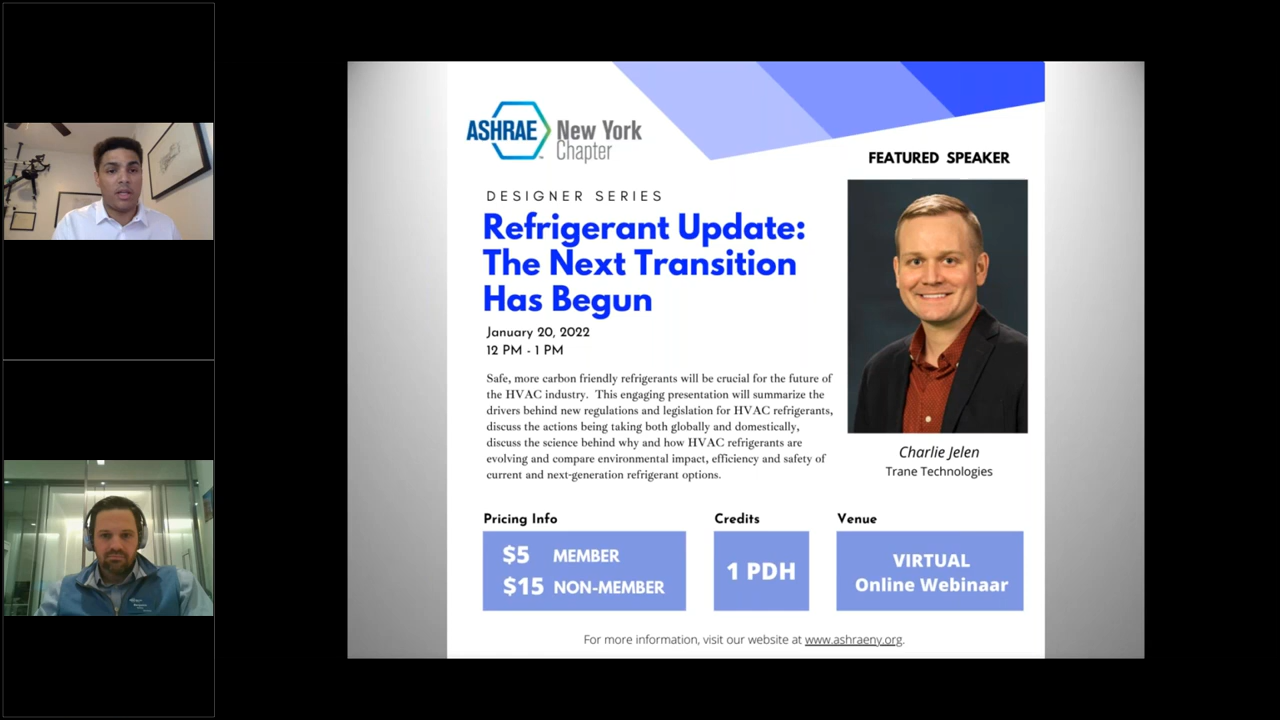 ASHRAE New York
Chapter
FEATURED SPEAKER
DESIGNER SERIES
Refrigerant Update:
The Next Transition
Has Begun
January 20, 2022
12 PM - 1 PM
Safe, more carbon friendly refrigerants will be crucial for the future of
the HVAC industry. This engaging presentation will summarize the
drivers behind new regulations and legislation for HVAC refrigerants,
discuss the actions being taking both globally and domestically,
discuss the science behind why and how HVAC refrigerants are
evolving and compare environmental impact, efficiency and safety of
current and next-generation refrigerant options.
Charlie Jelen
Trane Technologies
Pricing Info
$5 MEMBER
$15 NON-MEMBER
Credits
1 PDH
Venue
VIRTUAL
Online Webinaar
For more information, visit our website at www.ashraeny.org.